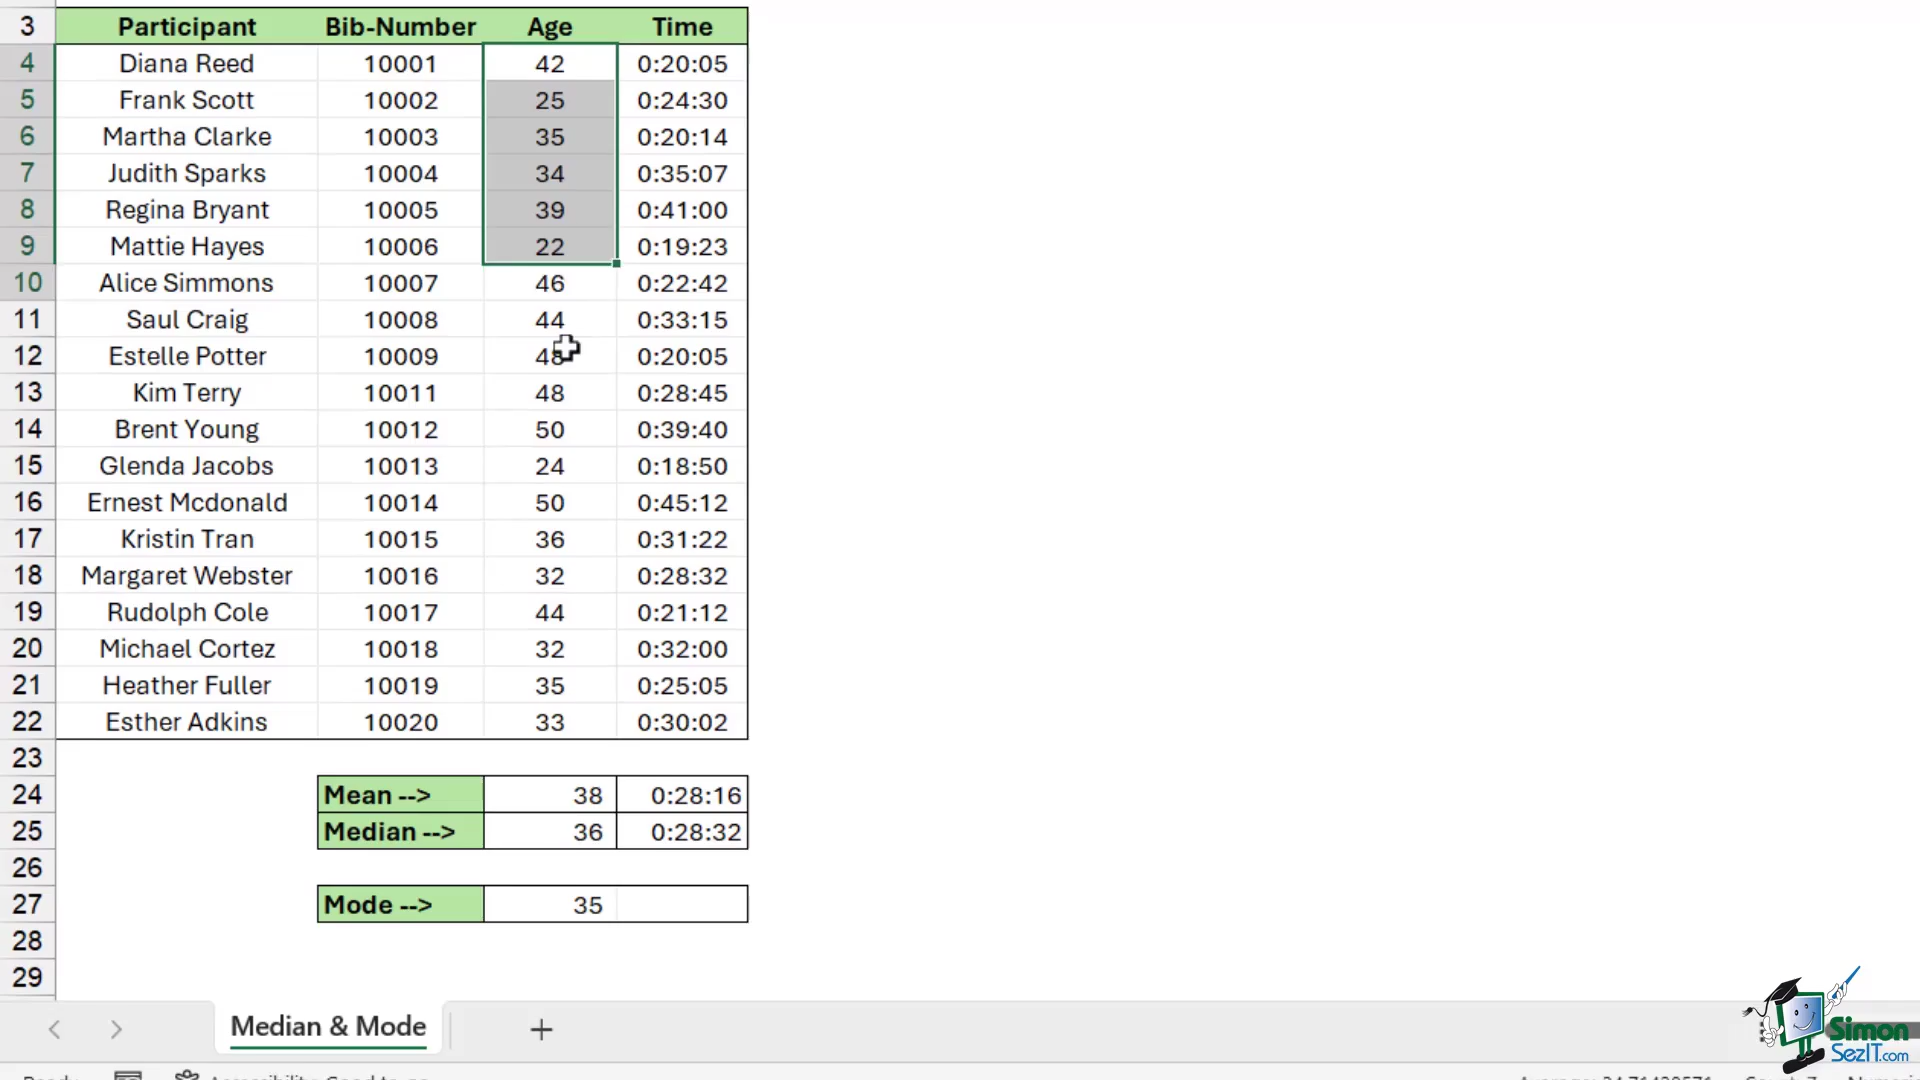 3 Participant Bib-Number Age Time
4 Diana Reed 10001 42 0:20:05
5 Frank Scott 10002 25 0:24:30
6 Martha Clarke 10003 35 0:20:14
7 Judith Sparks 10004 34 0:35:07
8 Regina Bryant 10005 39 0:41:00
9 Mattie Hayes 10006 22 0:19:23
10 Alice Simmons 10007 46 0:22:42
11 Saul Craig 10008 44 0:33:15
12 Estelle Potter 10009 48 0:20:05
13 Kim Terry 10011 48 0:28:45
14 Brent Young 10012 50 0:39:40
15 Glenda Jacobs 10013 24 0:18:50
16 Ernest Mcdonald 10014 50 0:45:12
17 Kristin Tran 10015 36 0:31:22
18 Margaret Webster 10016 32 0:28:32
19 Rudolph Cole 10017 44 0:21:12
20 Michael Cortez 10018 32 0:32:00
21 Heather Fuller 10019 35 0:25:05
22 Esther Adkins 10020 33 0:30:02
23
24 Mean --> 38 0:28:16
25 Median --> 36 0:28:32
26
27 Mode --> 35
28
29
Median & Mode
Simon
SezIT.com